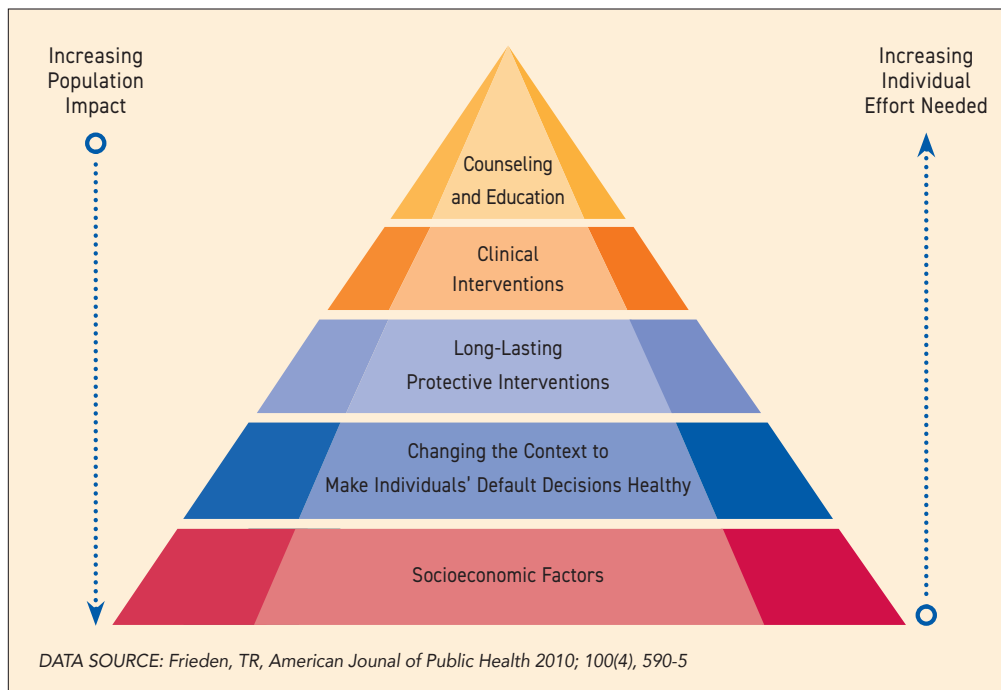 Increasing
Population
Impact
Increasing
Individual
Effort Needed
Counseling
and Education
Clinical
Interventions
Long-Lasting
Protective Interventions
Changing the Context to
Make Individuals’ Default Decisions Healthy
Socioeconomic Factors
DATA SOURCE: Frieden, TR, American Jounal of Public Health 2010; 100(4), 590-5